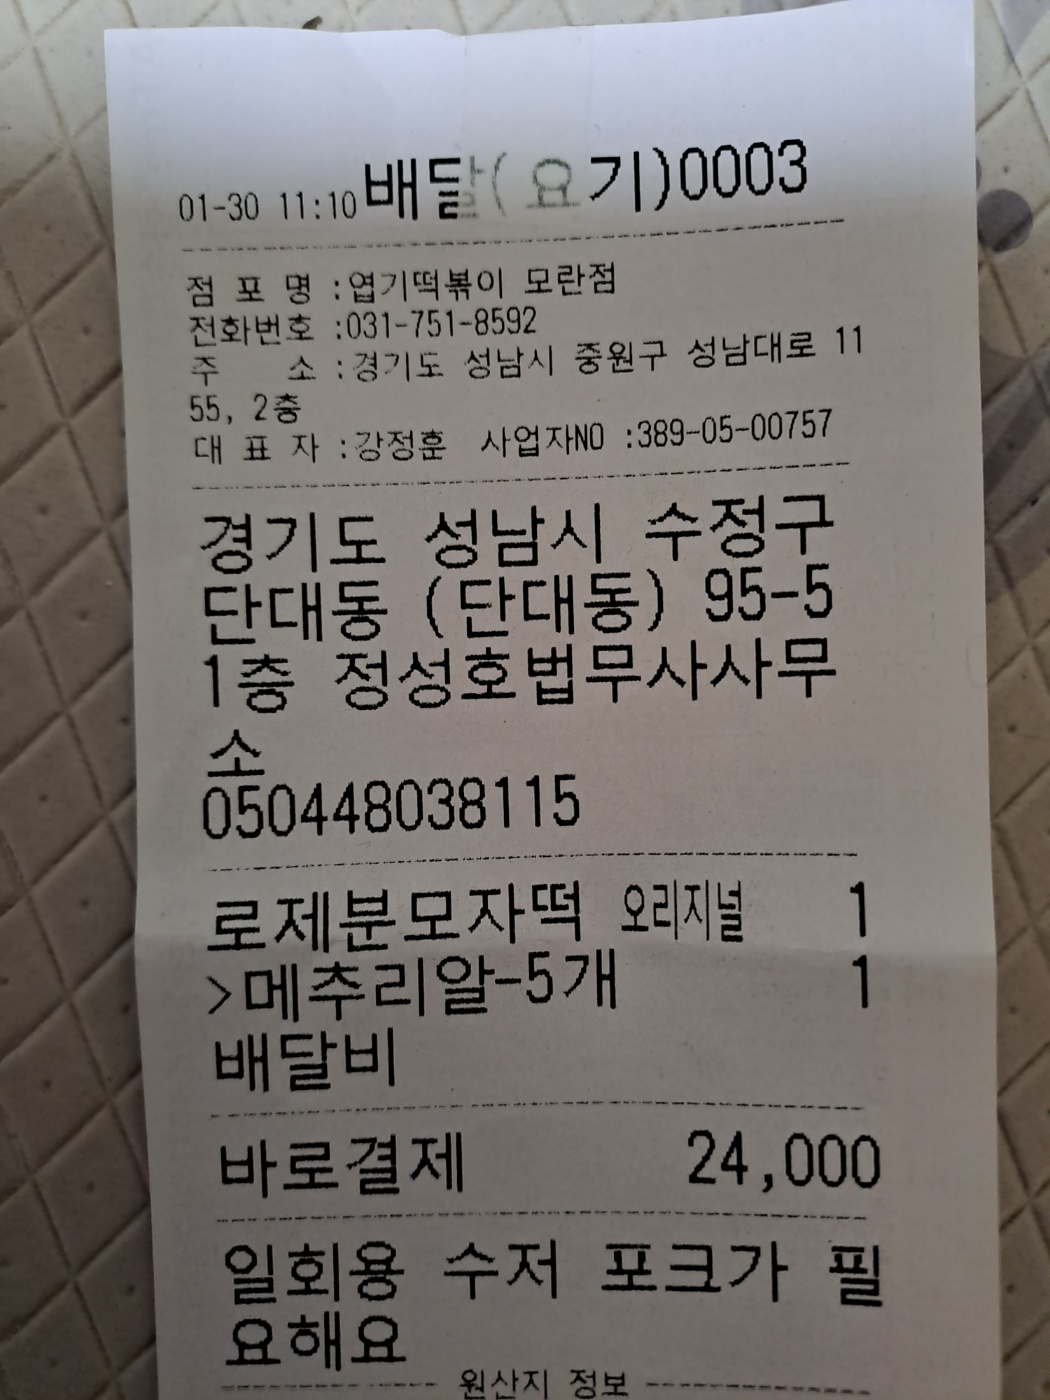 01-30 11:10 배달(요기)0003
점 포 명 :엽기떡볶이 모란점
전화번호 :031-751-8592
주 소 :경기도 성남시 중원구 성남대로 11
55, 2층
대 표 자 :강정훈 사업자NO :389-05-00757
경기도 성남시 수정구
단대동 (단대동) 95-5
1층 정성호법무사사무
소
050448038115
로제분모자떡 오리지널 1
>메추리알-5개 1
배달비
바로결제 24,000
일회용 수저 포크가 필
요해요
원산지 정보